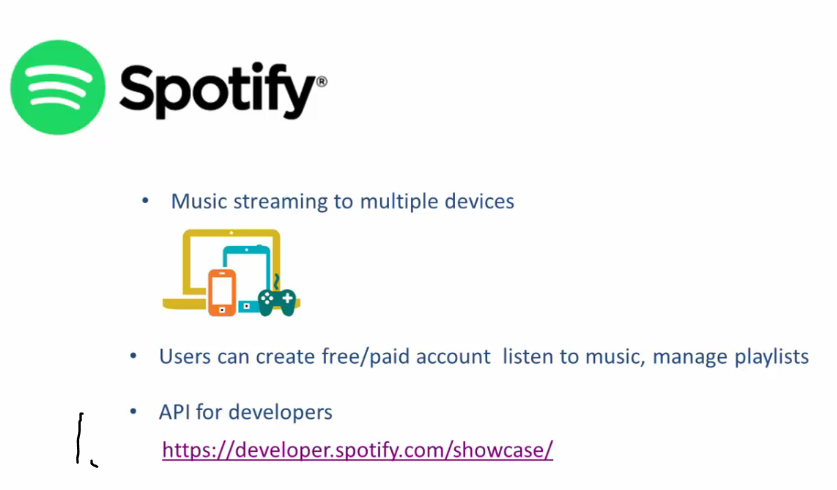 Spotify®
• Music streaming to multiple devices
• Users can create free/paid account listen to music, manage playlists
• API for developers
https://developer.spotify.com/showcase/